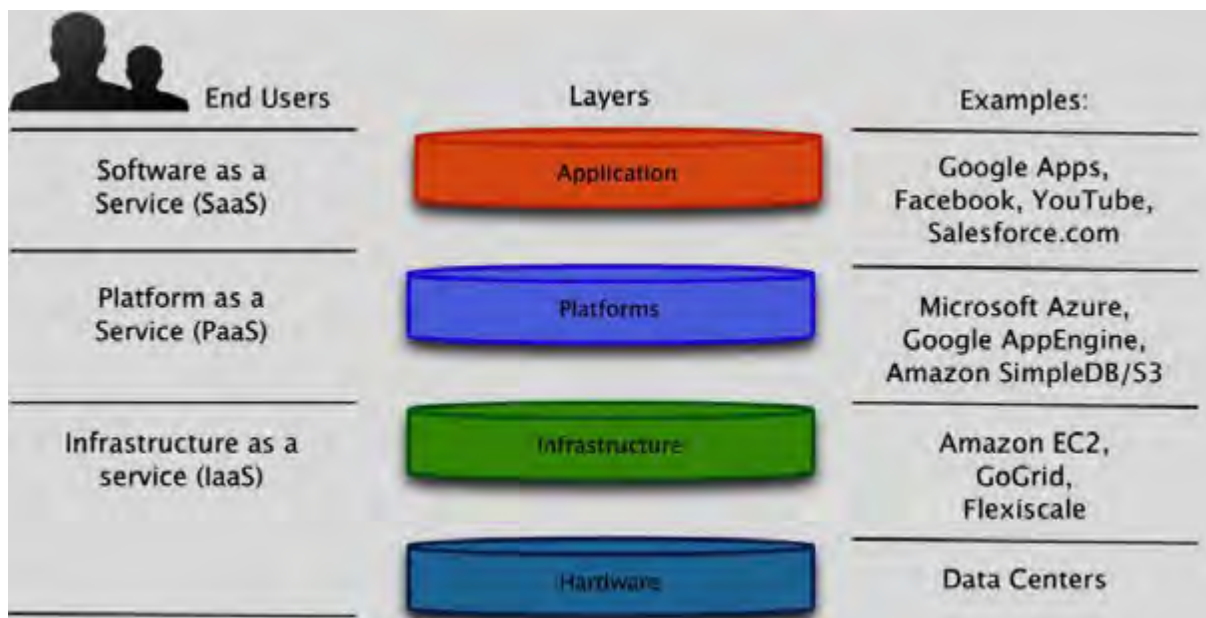 End Users
Layers
Examples:
Software as a
Service (SaaS)
Application
Google Apps,
Facebook, YouTube,
Salesforce.com
Platform as a
Service (PaaS)
Platforms
Microsoft Azure,
Google AppEngine,
Amazon SimpleDB/S3
Infrastructure as a
service (IaaS)
Infrastructure
Amazon EC2,
GoGrid,
Flexiscale
Hardware
Data Centers